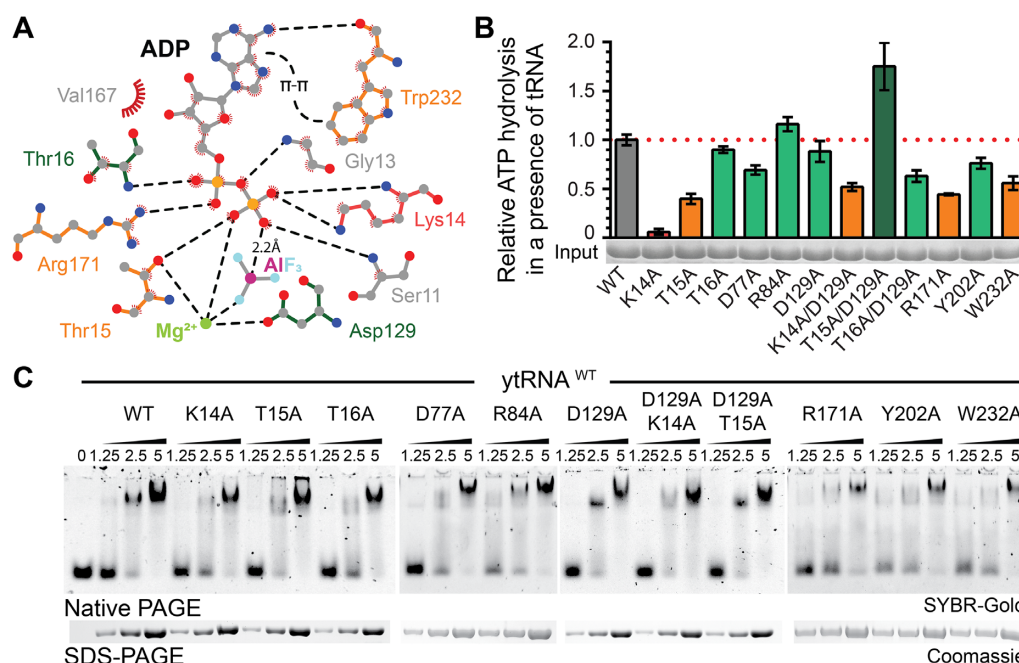 A
ADP
Val167
Thr16
Arg171
Thr15
Mg²⁺
π-π
Trp232
Gly13
Lys14
2.2Å
AlF₃
Ser11
Asp129
B
Relative ATP hydrolysis
in a presence of tRNA
2.0
1.5
1.0
0.5
0
Input
WT
K14A
T15A
T16A
D77A
R84A
D129A
K14A/D129A
T15A/D129A
T16A/D129A
R171A
Y202A
W232A
C
ytRNA WT
WT K14A T15A T16A D77A R84A D129A D129A K14A D129A T15A R171A Y202A W232A
0 1.25 2.5 5 1.25 2.5 5 1.25 2.5 5 1.25 2.5 5 1.25 2.5 5 1.25 2.5 5 1.25 2.5 5 1.25 2.5 5 1.25 2.5 5 1.25 2.5 5 1.25 2.5 5 1.25 2.5 5
Native PAGE
SYBR-Gold
SDS-PAGE
Coomassie